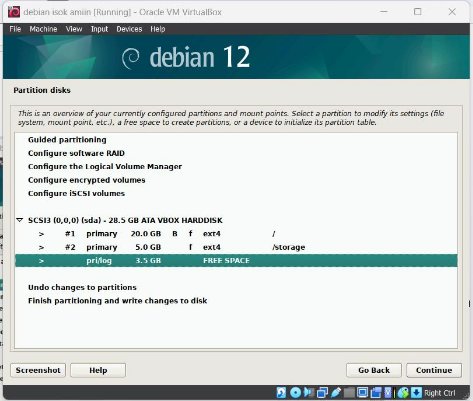 debian isok amiin [Running] - Oracle VM VirtualBox
File Machine View Input Devices Help
debian 12
Partition disks
This is an overview of your currently configured partitions and mount points. Select a partition to modify its settings (file
system, mount point, etc.), a free space to create partitions, or a device to initialize its partition table.
Guided partitioning
Configure software RAID
Configure the Logical Volume Manager
Configure encrypted volumes
Configure iSCSI volumes
SCSI3 (0,0,0) (sda) - 28.5 GB ATA VBOX HARDDISK
> #1 primary 20.0 GB B f ext4 /
> #2 primary 5.0 GB f ext4 /storage
> pri/log 3.5 GB FREE SPACE
Undo changes to partitions
Finish partitioning and write changes to disk
Screenshot Help Go Back Continue
Right Ctrl